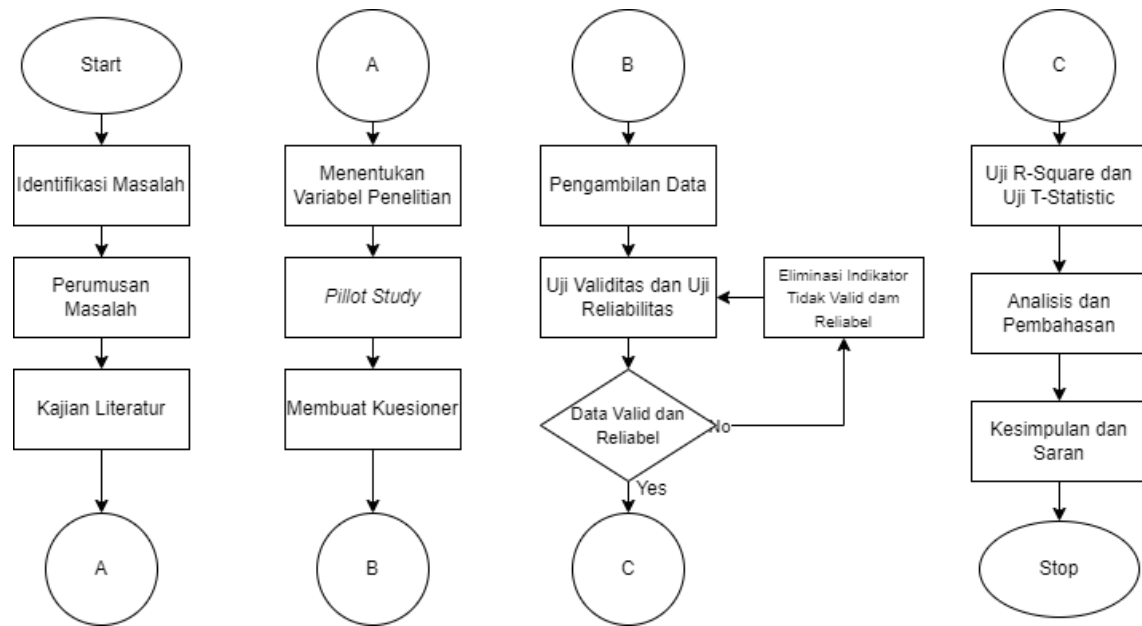 Start
Identifikasi Masalah
Perumusan
Masalah
Kajian Literatur
A
A
Menentukan
Variabel Penelitian
Pillot Study
Membuat Kuesioner
B
B
Pengambilan Data
Uji Validitas dan Uji
Reliabilitas
Eliminasi Indikator
Tidak Valid dam
Reliabel
Data Valid dan
Reliabel
No
Yes
C
C
Uji R-Square dan
Uji T-Statistic
Analisis dan
Pembahasan
Kesimpulan dan
Saran
Stop